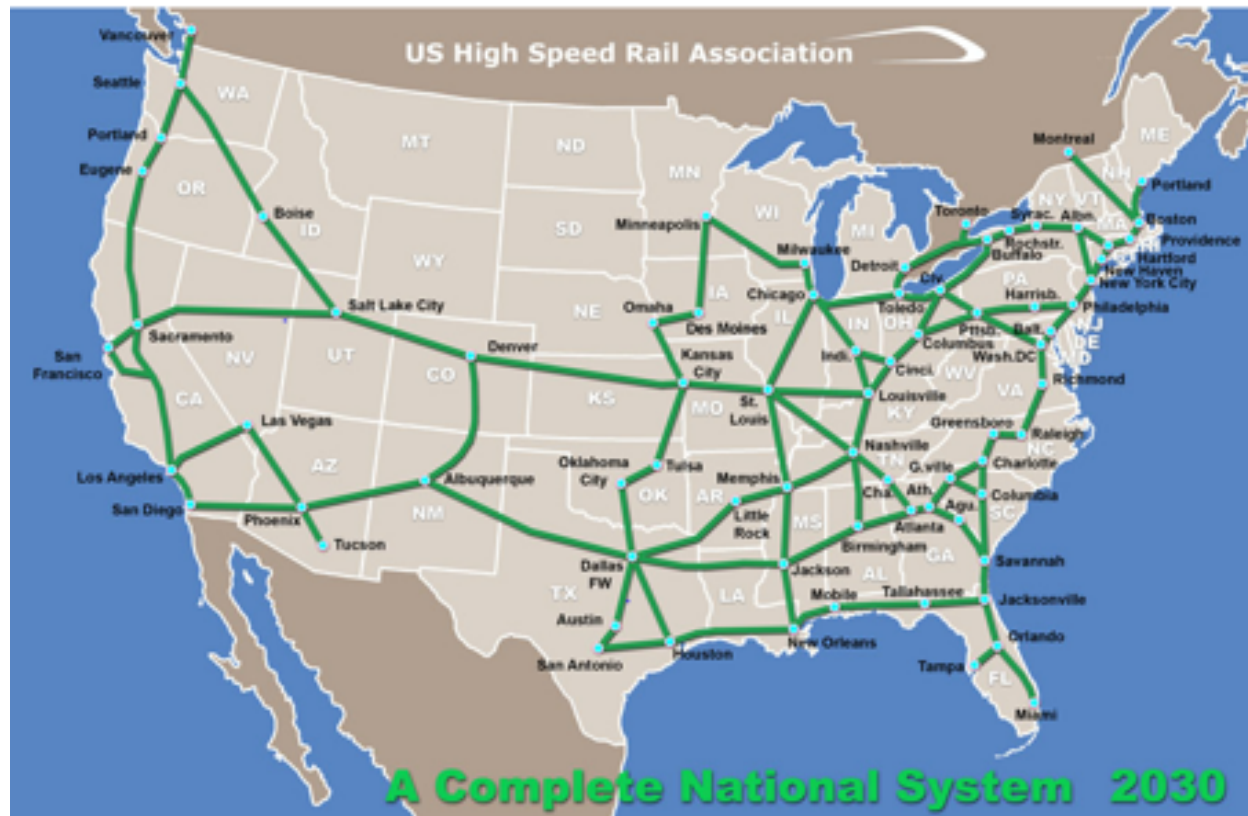 US High Speed Rail Association
Vancouver
Seattle
WA
Portland
Eugene
OR
Boise
ID
MT
ND
MN
SD
WY
Minneapolis
WI
MI
Milwaukee
Chicago
Detroit
Toronto
Montreal
ME
NH
VT
NY
MA
Portland
Boston
Providence
RI
Hartford
New Haven
New York City
Syrac.
Albn.
Rochstr.
Buffalo
Clv.
Toledo
PA
Harrisb.
Philadelphia
NJ
DE
MD
Balt.
Pittsb.
Wash.DC
Columbus
OH
IN
Indi.
Cinci.
WV
VA
Richmond
Salt Lake City
Sacramento
San
Francisco
NV
UT
CA
Denver
CO
NE
Omaha
IA
Des Moines
IL
Kansas
City
KS
MO
St.
Louis
Louisville
KY
Nashville
TN
Greensboro
Raleigh
NC
G.ville
Charlotte
Las Vegas
Los Angeles
San Diego
AZ
Phoenix
Tucson
Albuquerque
NM
Oklahoma
City
Tulsa
OK
AR
Memphis
Little
Rock
MS
Cha.
Ath.
Agu.
Columbia
SC
Atlanta
Birmingham
GA
AL
Savannah
Dallas
FW
TX
LA
Jackson
Mobile
Tallahassee
Jacksonville
Austin
San Antonio
Houston
New Orleans
Orlando
Tampa
FL
Miami
A Complete National System 2030